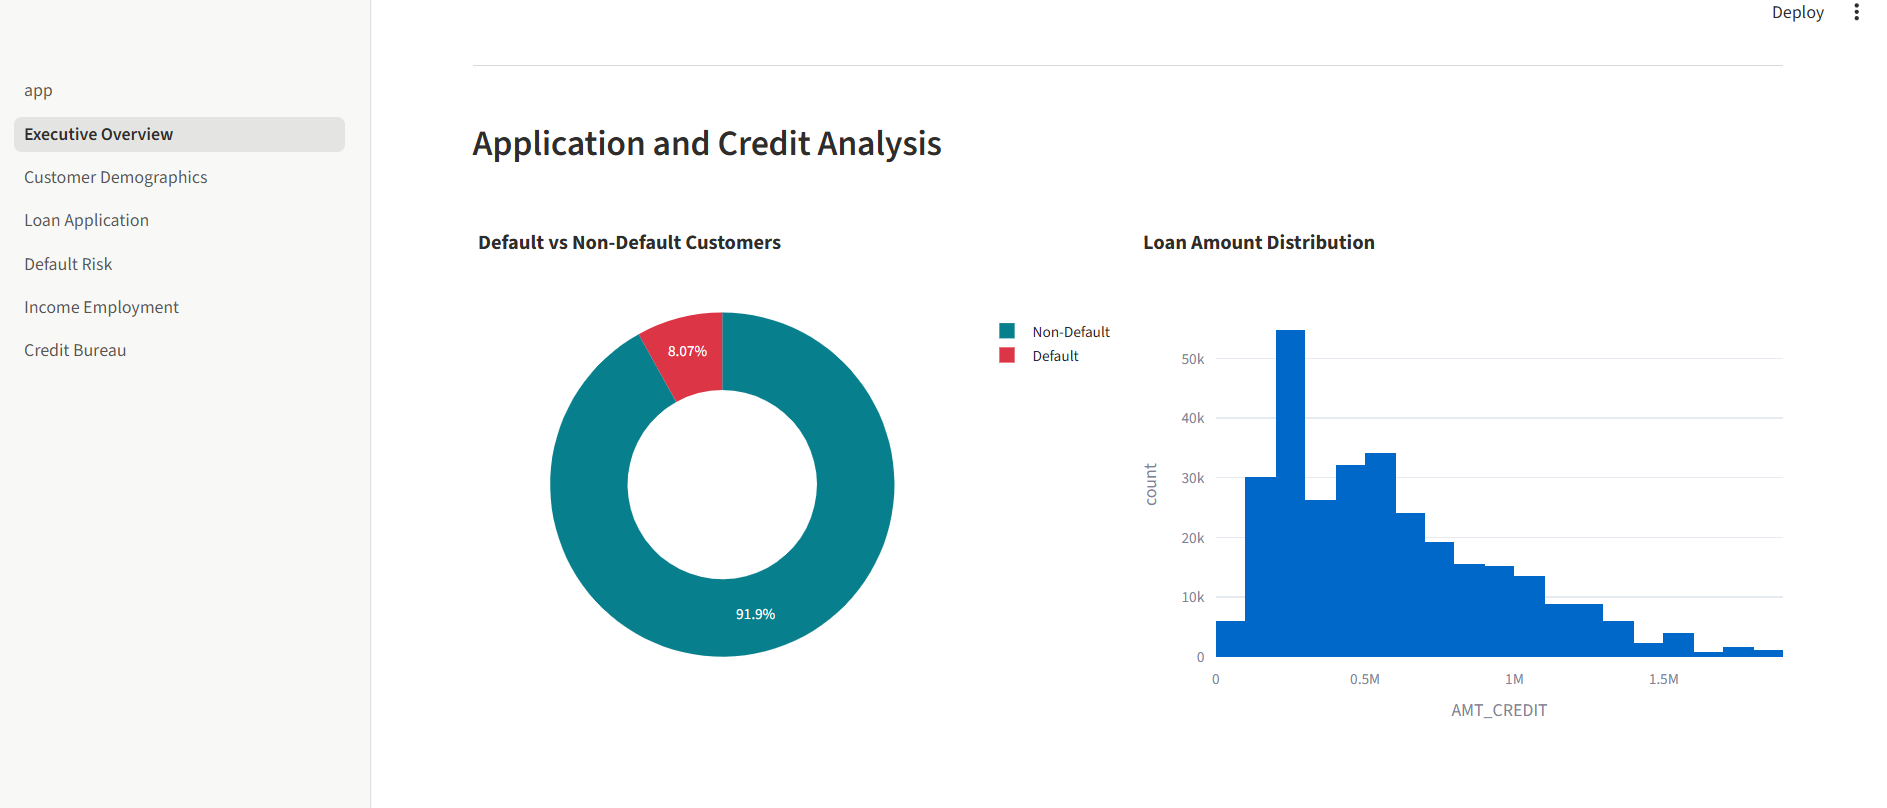 Deploy
app
Executive Overview
Customer Demographics
Loan Application
Default Risk
Income Employment
Credit Bureau
Application and Credit Analysis
Default vs Non-Default Customers
8.07%
91.9%
Non-Default
Default
Loan Amount Distribution
50k
40k
30k
20k
10k
0
count
0 0.5M 1M 1.5M
AMT_CREDIT